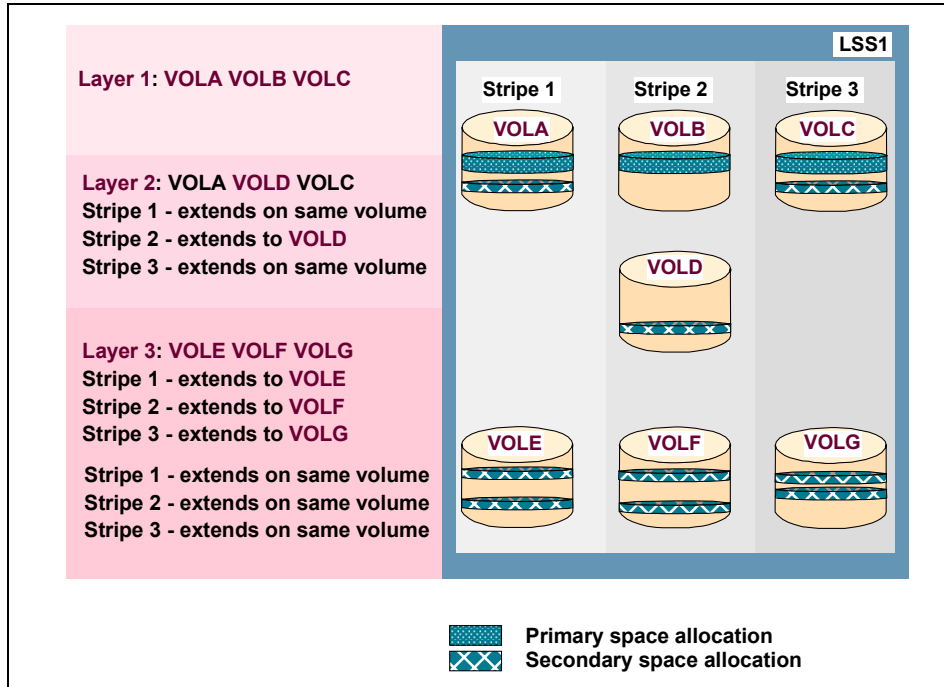 Layer 1: VOLA VOLB VOLC
Layer 2: VOLA VOLD VOLC
Stripe 1 - extends on same volume
Stripe 2 - extends to VOLD
Stripe 3 - extends on same volume
Layer 3: VOLE VOLF VOLG
Stripe 1 - extends to VOLE
Stripe 2 - extends to VOLF
Stripe 3 - extends to VOLG
Stripe 1 - extends on same volume
Stripe 2 - extends on same volume
Stripe 3 - extends on same volume
LSS1
Stripe 1 Stripe 2 Stripe 3
VOLA VOLB VOLC
VOLD
VOLE VOLF VOLG
Primary space allocation
Secondary space allocation